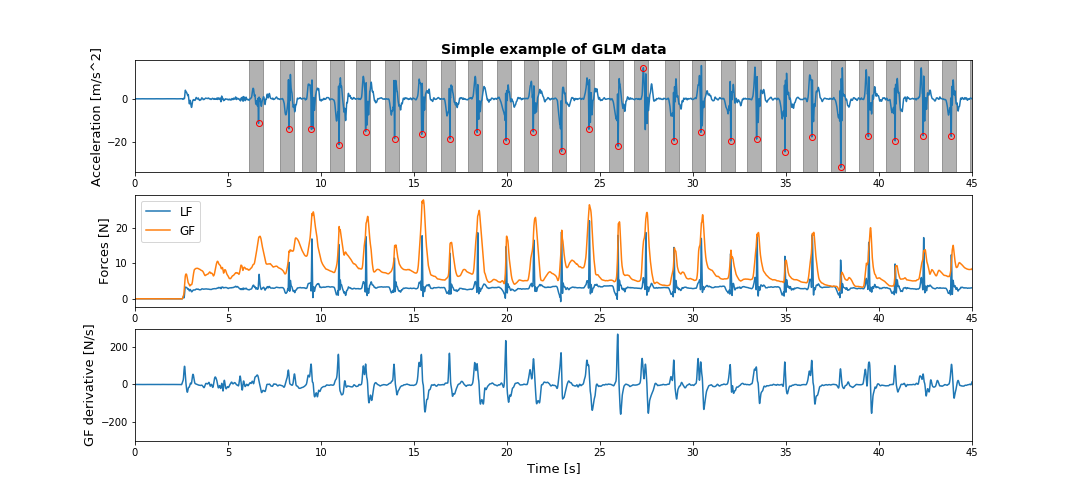 Simple example of GLM data
Acceleration [m/s^2]
0
−20
0 5 10 15 20 25 30 35 40 45
Forces [N]
LF
GF
20
10
0
0 5 10 15 20 25 30 35 40 45
GF derivative [N/s]
200
0
−200
0 5 10 15 20 25 30 35 40 45
Time [s]